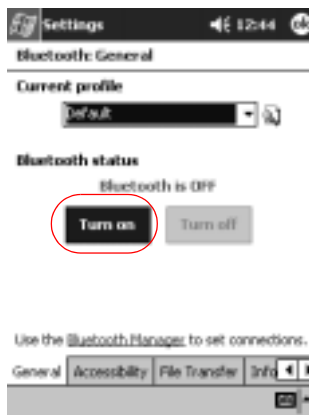 Settings 12:44 ok
Bluetooth: General
Current profile
Default
Bluetooth status
Bluetooth is OFF
Turn on Turn off
Use the Bluetooth Manager to set connections.
General Accessibility File Transfer Info